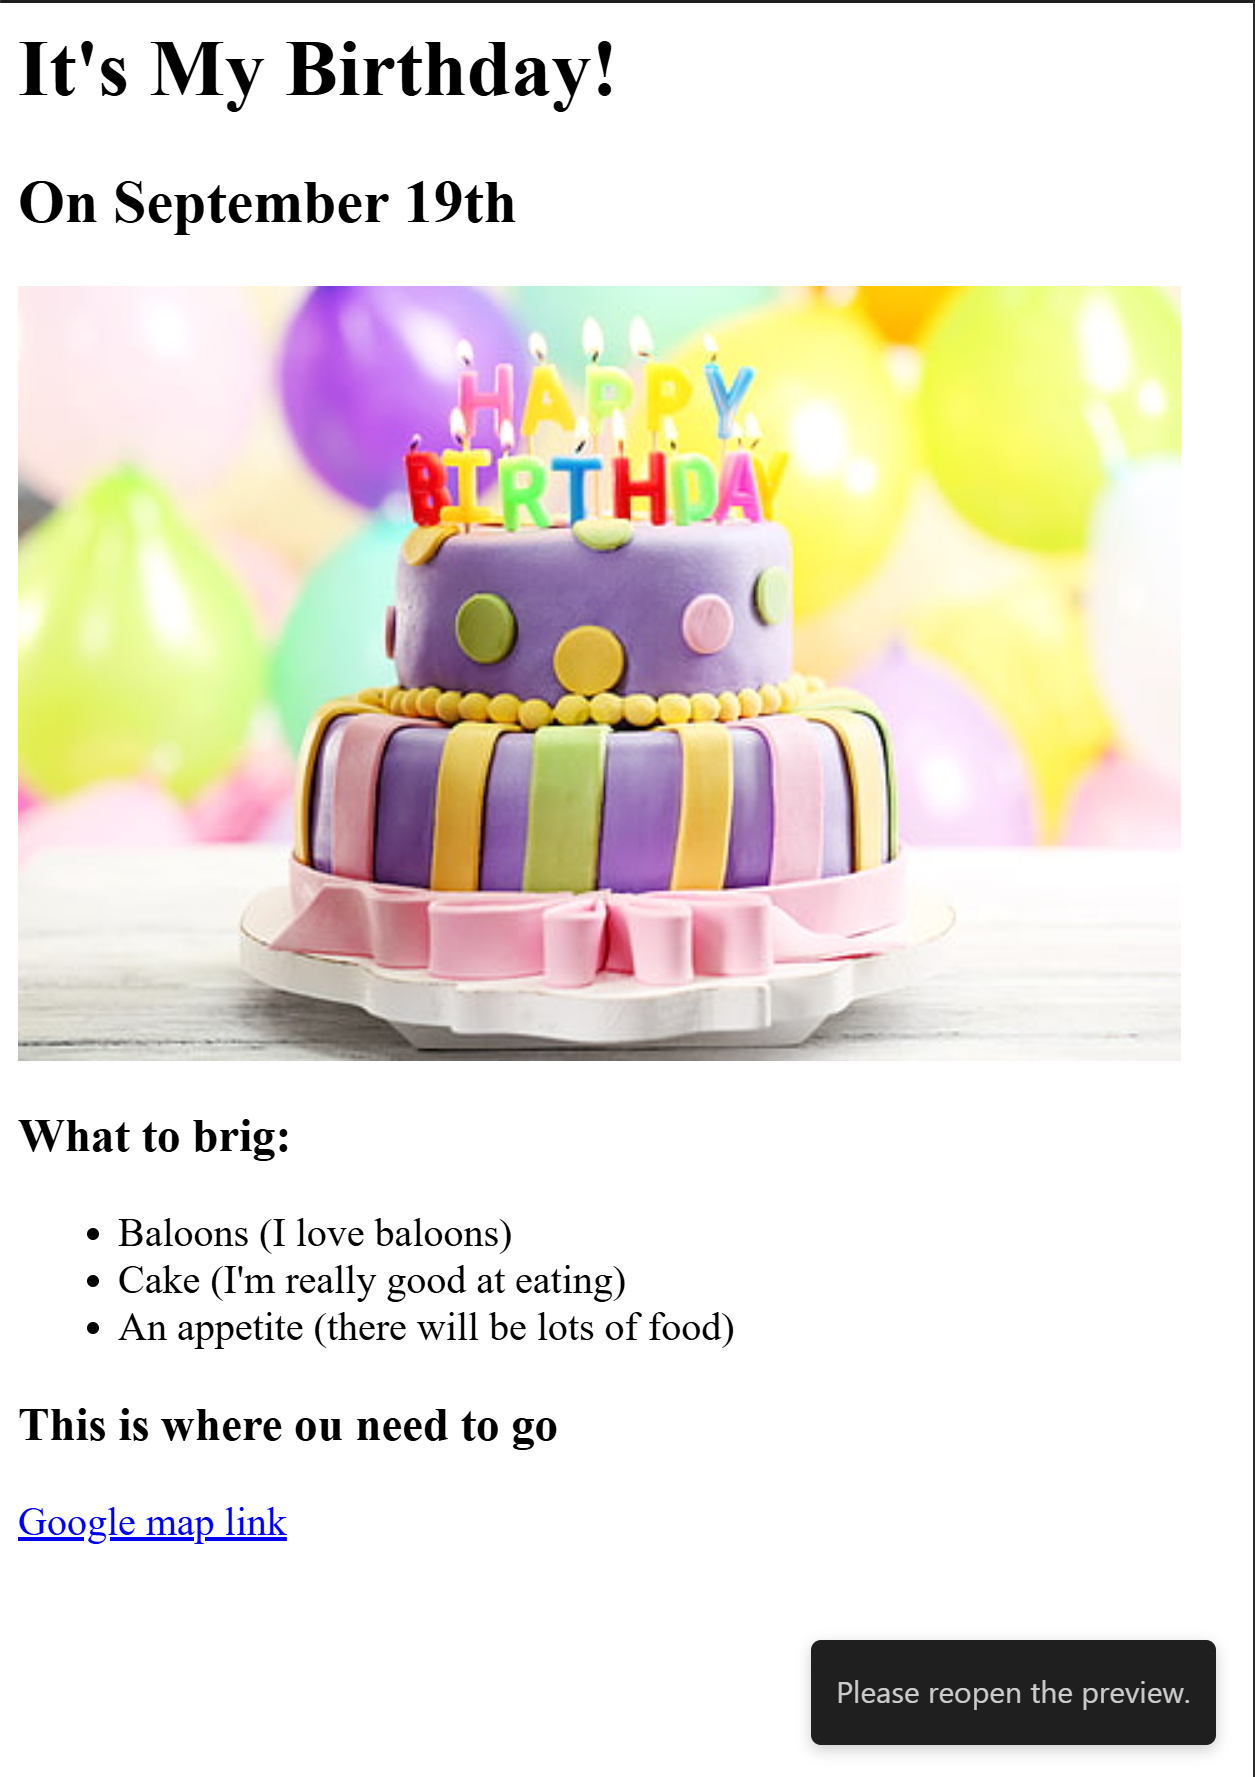 It's My Birthday!
On September 19th
HAPPY
BIRTHDAY
What to brig:
Baloons (I love baloons)
Cake (I'm really good at eating)
An appetite (there will be lots of food)
This is where ou need to go
Google map link
Please reopen the preview.